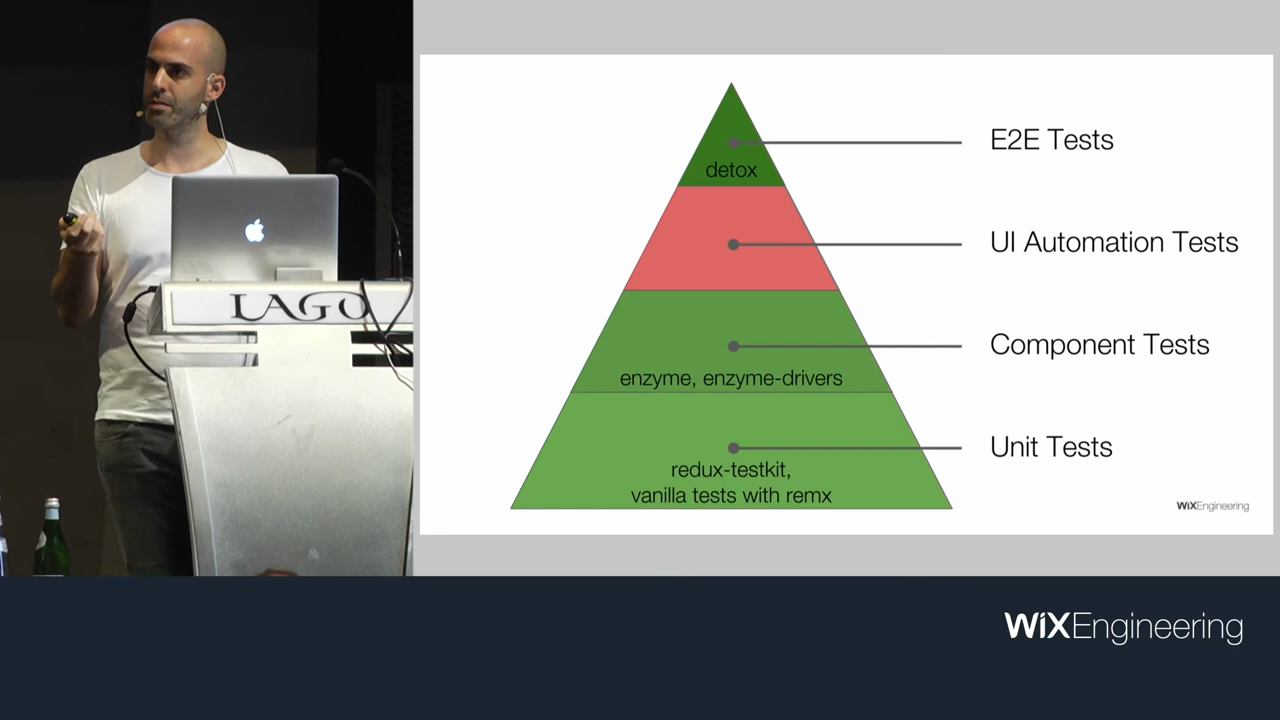 LAGO
E2E Tests
detox
UI Automation Tests
Component Tests
enzyme, enzyme-drivers
Unit Tests
redux-testkit,
vanilla tests with remx
WiXEngineering
WiXEngineering